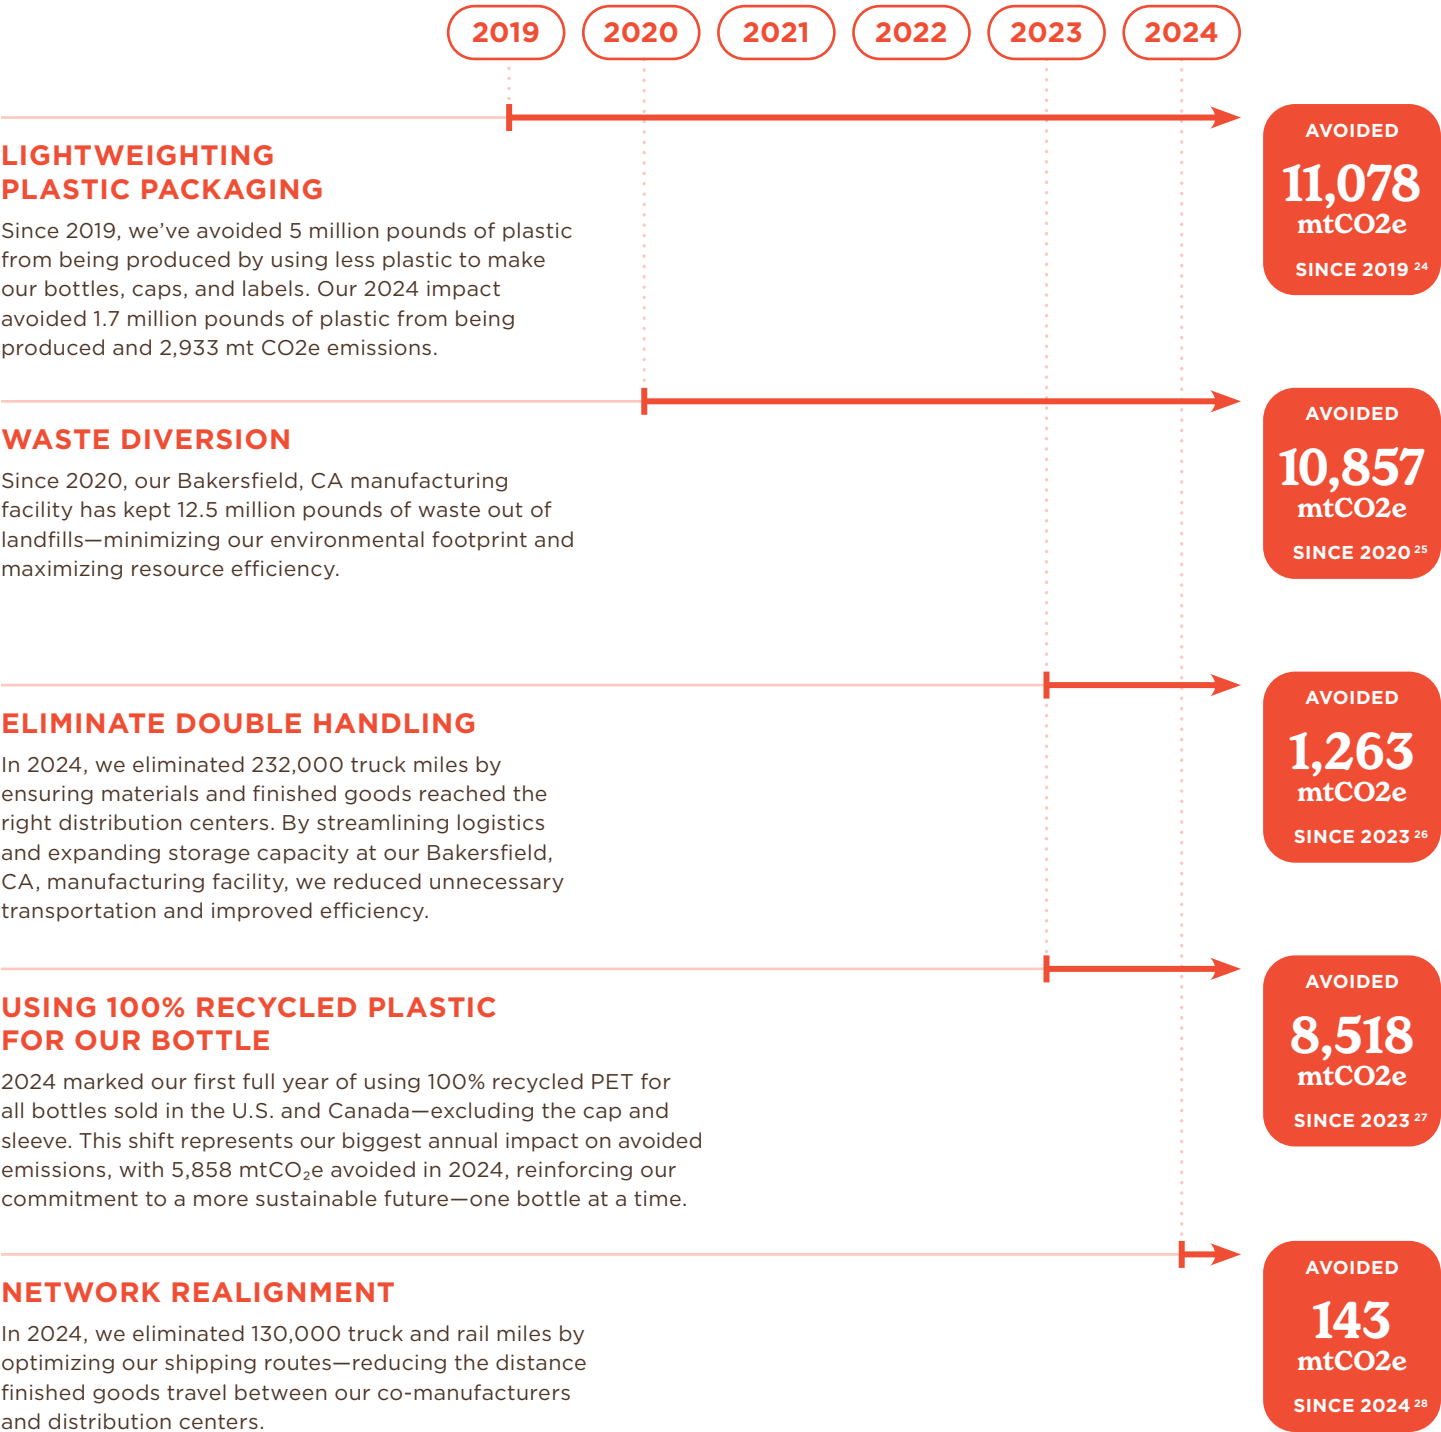 2019
2020
2021
2022
2023
2024
LIGHTWEIGHTING
PLASTIC PACKAGING
Since 2019, we’ve avoided 5 million pounds of plastic
from being produced by using less plastic to make
our bottles, caps, and labels. Our 2024 impact
avoided 1.7 million pounds of plastic from being
produced and 2,933 mt CO2e emissions.
AVOIDED
11,078
mtCO2e
SINCE 2019 24
WASTE DIVERSION
Since 2020, our Bakersfield, CA manufacturing
facility has kept 12.5 million pounds of waste out of
landfills—minimizing our environmental footprint and
maximizing resource efficiency.
AVOIDED
10,857
mtCO2e
SINCE 2020 25
ELIMINATE DOUBLE HANDLING
In 2024, we eliminated 232,000 truck miles by
ensuring materials and finished goods reached the
right distribution centers. By streamlining logistics
and expanding storage capacity at our Bakersfield,
CA, manufacturing facility, we reduced unnecessary
transportation and improved efficiency.
AVOIDED
1,263
mtCO2e
SINCE 2023 26
USING 100% RECYCLED PLASTIC
FOR OUR BOTTLE
2024 marked our first full year of using 100% recycled PET for
all bottles sold in the U.S. and Canada—excluding the cap and
sleeve. This shift represents our biggest annual impact on avoided
emissions, with 5,858 mtCO₂e avoided in 2024, reinforcing our
commitment to a more sustainable future—one bottle at a time.
AVOIDED
8,518
mtCO2e
SINCE 2023 27
NETWORK REALIGNMENT
In 2024, we eliminated 130,000 truck and rail miles by
optimizing our shipping routes—reducing the distance
finished goods travel between our co-manufacturers
and distribution centers.
AVOIDED
143
mtCO2e
SINCE 2024 28